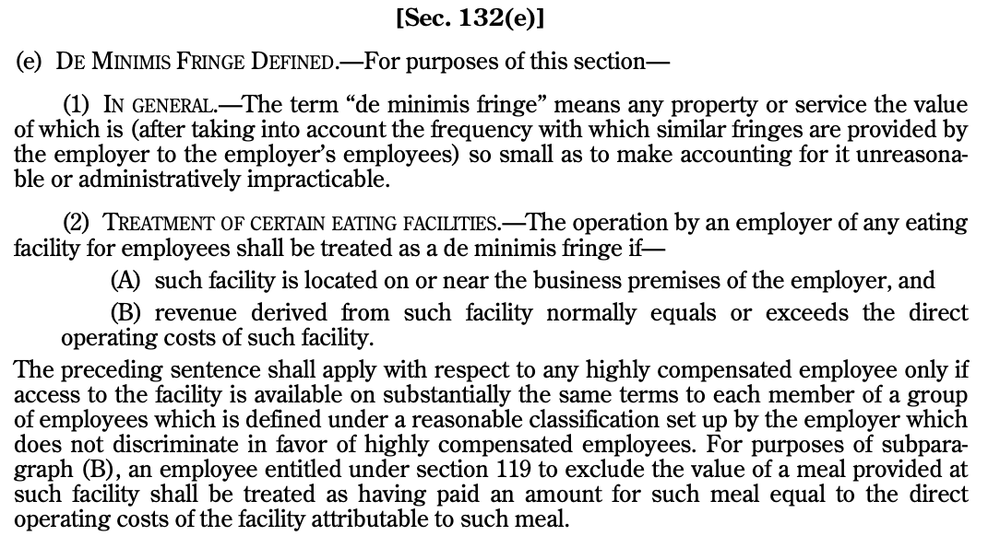 [Sec. 132(e)]
(e) DE MINIMIS FRINGE DEFINED.—For purposes of this section—
(1) IN GENERAL.—The term “de minimis fringe” means any property or service the value
of which is (after taking into account the frequency with which similar fringes are provided by
the employer to the employer’s employees) so small as to make accounting for it unreasona-
ble or administratively impracticable.
(2) TREATMENT OF CERTAIN EATING FACILITIES.—The operation by an employer of any eating
facility for employees shall be treated as a de minimis fringe if—
(A) such facility is located on or near the business premises of the employer, and
(B) revenue derived from such facility normally equals or exceeds the direct
operating costs of such facility.
The preceding sentence shall apply with respect to any highly compensated employee only if
access to the facility is available on substantially the same terms to each member of a group
of employees which is defined under a reasonable classification set up by the employer which
does not discriminate in favor of highly compensated employees. For purposes of subpara-
graph (B), an employee entitled under section 119 to exclude the value of a meal provided at
such facility shall be treated as having paid an amount for such meal equal to the direct
operating costs of the facility attributable to such meal.